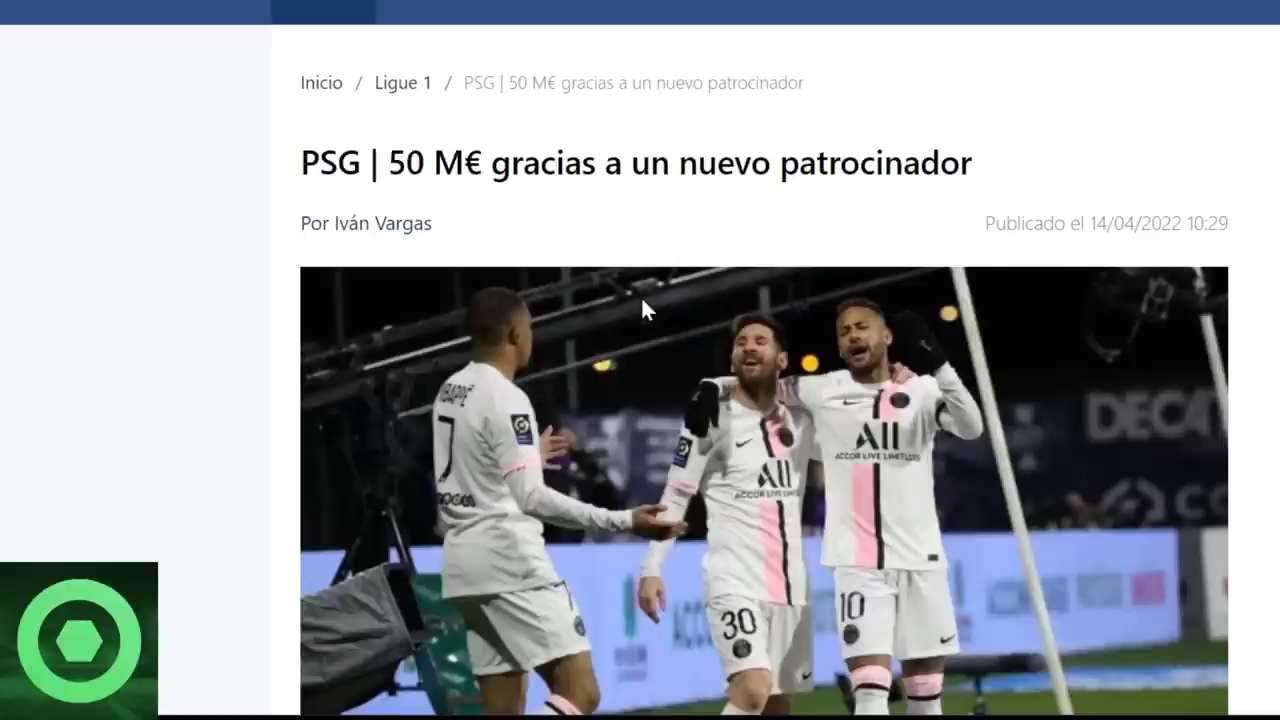 Inicio / Ligue 1 / PSG | 50 M€ gracias a un nuevo patrocinador
PSG | 50 M€ gracias a un nuevo patrocinador
Por Iván Vargas
Publicado el 14/04/2022 10:29
7
ALL
ACCOR LIVE LIMITLESS
ALL
ACCOR LIVE LIMITLESS
30
10